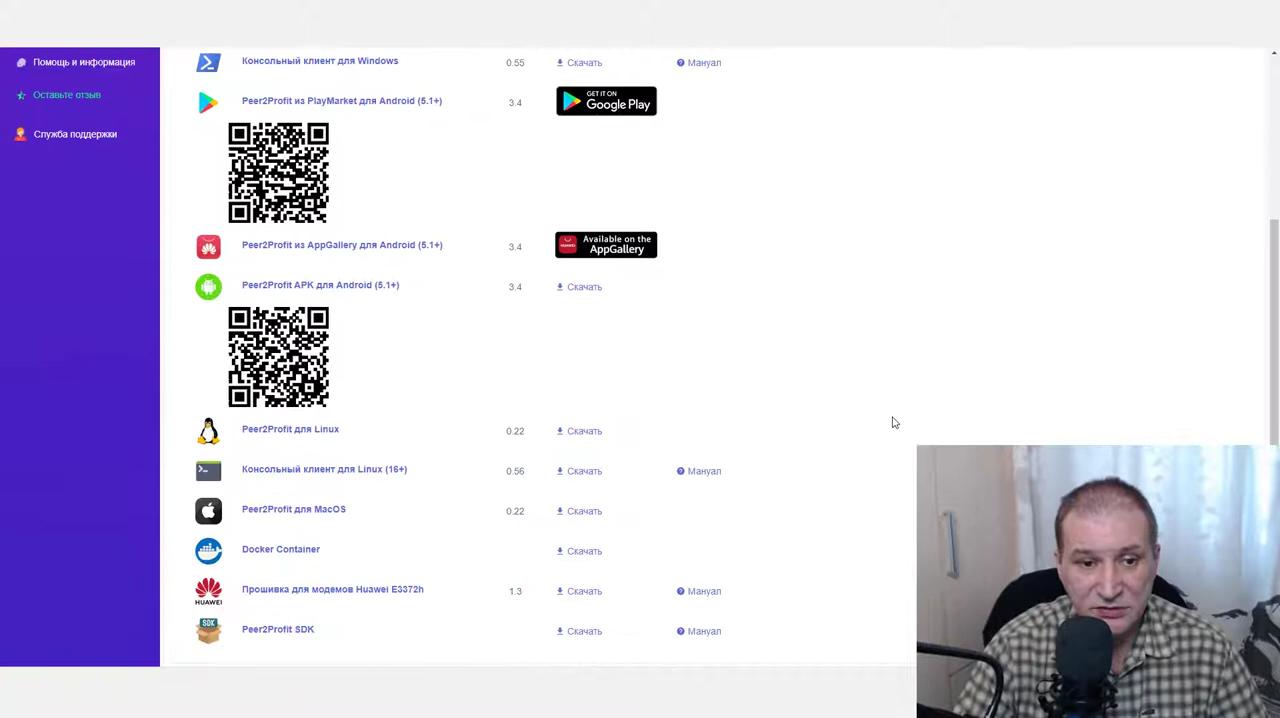 Помощь и информация
Оставьте отзыв
Служба поддержки
Консольный клиент для Windows 0.55 Скачать Мануал
Peer2Profit из PlayMarket для Android (5.1+) 3.4 GET IT ON Google Play
Peer2Profit из AppGallery для Android (5.1+) 3.4 HUAWEI Available on the AppGallery
Peer2Profit APK для Android (5.1+) 3.4 Скачать
Peer2Profit для Linux 0.22 Скачать
Консольный клиент для Linux (16+) 0.56 Скачать Мануал
Peer2Profit для MacOS 0.22 Скачать
Docker Container Скачать
HUAWEI Прошивка для модемов Huawei E3372h 1.3 Скачать Мануал
SDK Peer2Profit SDK Скачать Мануал